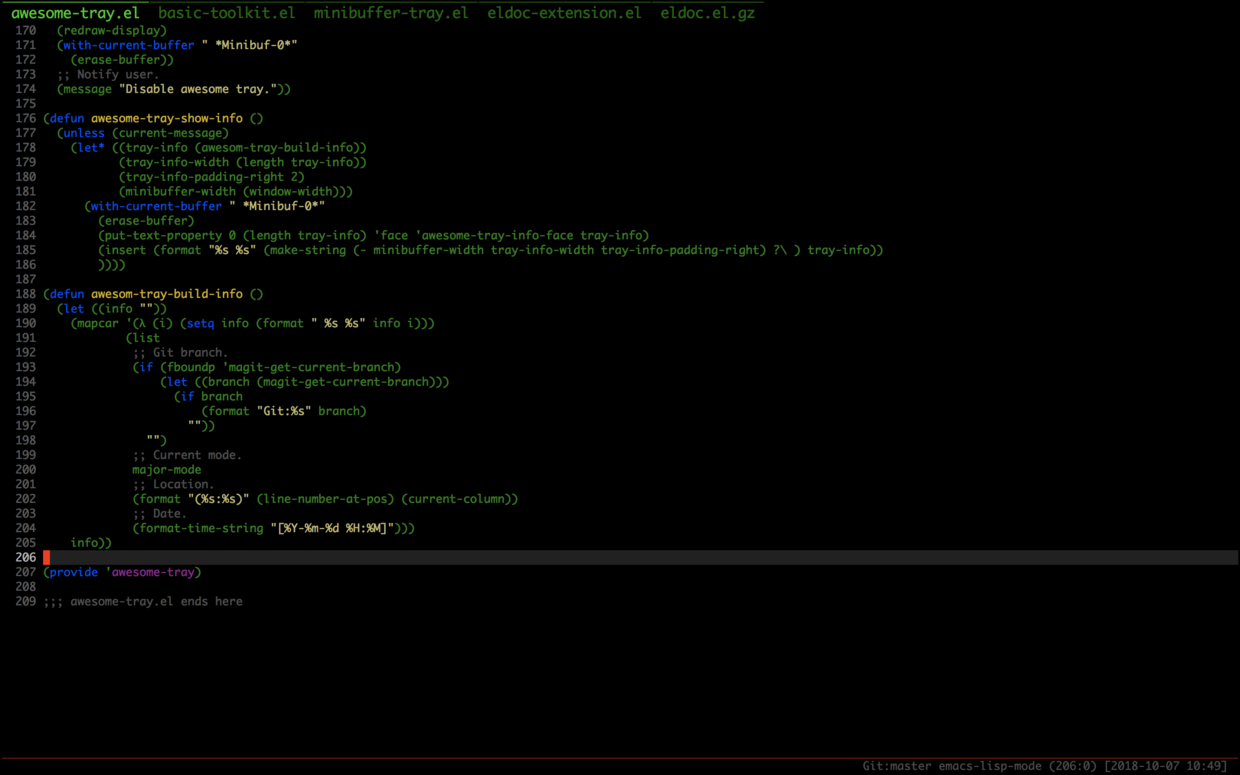 awesome-tray.el basic-toolkit.el minibuffer-tray.el eldoc-extension.el eldoc.el.gz
170 (redraw-display)
171 (with-current-buffer " *Minibuf-0*"
172 (erase-buffer))
173 ;; Notify user.
174 (message "Disable awesome tray."))
175
176 (defun awesome-tray-show-info ()
177 (unless (current-message)
178 (let* ((tray-info (awesom-tray-build-info))
179 (tray-info-width (length tray-info))
180 (tray-info-padding-right 2)
181 (minibuffer-width (window-width)))
182 (with-current-buffer " *Minibuf-0*"
183 (erase-buffer)
184 (put-text-property 0 (length tray-info) 'face 'awesome-tray-info-face tray-info)
185 (insert (format "%s %s" (make-string (- minibuffer-width tray-info-width tray-info-padding-right) ?\ ) tray-info))
186 ))))
187
188 (defun awesom-tray-build-info ()
189 (let ((info ""))
190 (mapcar '(λ (i) (setq info (format " %s %s" info i)))
191 (list
192 ;; Git branch.
193 (if (fboundp 'magit-get-current-branch)
194 (let ((branch (magit-get-current-branch)))
195 (if branch
196 (format "Git:%s" branch)
197 ""))
198 "")
199 ;; Current mode.
200 major-mode
201 ;; Location.
202 (format "(%s:%s)" (line-number-at-pos) (current-column))
203 ;; Date.
204 (format-time-string "[%Y-%m-%d %H:%M]")))
205 info))
206
207 (provide 'awesome-tray)
208
209 ;;; awesome-tray.el ends here
Git:master emacs-lisp-mode (206:0) [2018-10-07 10:49]